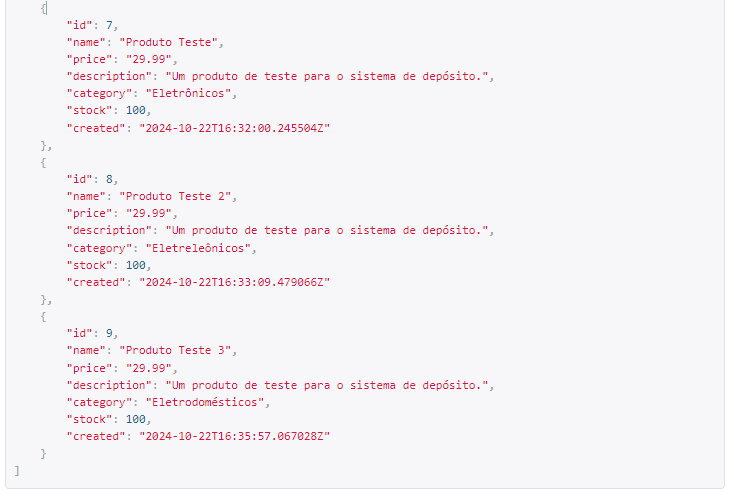 {
"id": 7,
"name": "Produto Teste",
"price": "29.99",
"description": "Um produto de teste para o sistema de depósito.",
"category": "Eletrônicos",
"stock": 100,
"created": "2024-10-22T16:32:00.245504Z"
},
{
"id": 8,
"name": "Produto Teste 2",
"price": "29.99",
"description": "Um produto de teste para o sistema de depósito.",
"category": "Eletreleônicos",
"stock": 100,
"created": "2024-10-22T16:33:09.479066Z"
},
{
"id": 9,
"name": "Produto Teste 3",
"price": "29.99",
"description": "Um produto de teste para o sistema de depósito.",
"category": "Eletrodomésticos",
"stock": 100,
"created": "2024-10-22T16:35:57.067028Z"
}
]